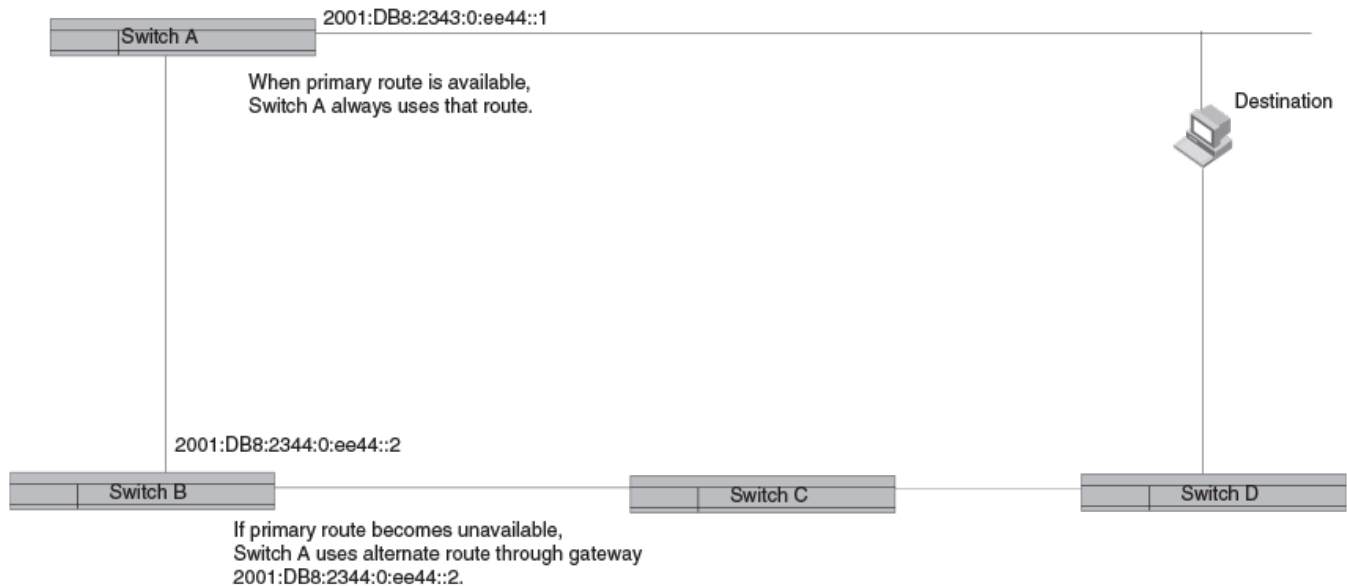 2001:DB8:2343:0:ee44::1
Switch A
When primary route is available,
Switch A always uses that route.
Destination
2001:DB8:2344:0:ee44::2
Switch B
Switch C
Switch D
If primary route becomes unavailable,
Switch A uses alternate route through gateway
2001:DB8:2344:0:ee44::2.